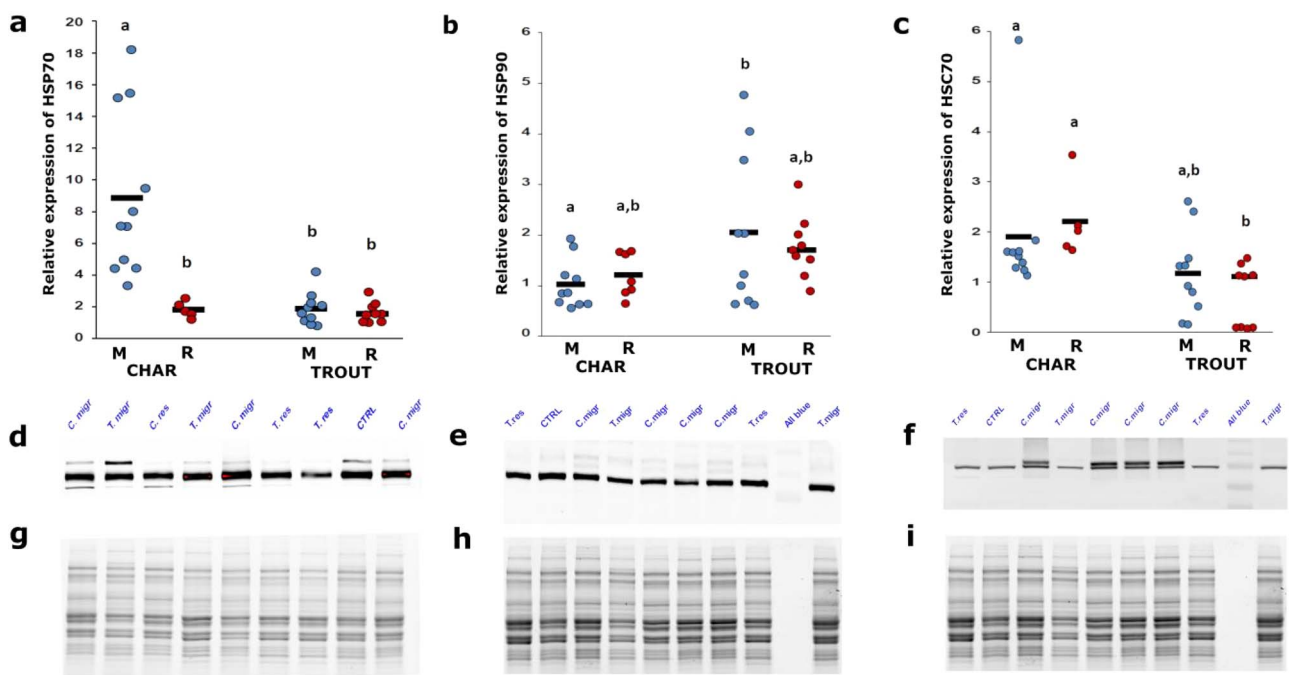 a
Relative expression of HSP70
20
18
16
14
12
10
8
6
4
2
0
a
b
b
b
M R M R
CHAR TROUT
b
Relative expression of HSP90
6
5
4
3
2
1
0
a
a,b
b
a,b
M R M R
CHAR TROUT
c
Relative expression of HSC70
6
5
4
3
2
1
0
a
a
a,b
b
M R M R
CHAR TROUT
d
C. migr T. migr C. res T. migr C. migr T. res T. res CTRL C. migr
e
T.res CTRL C.migr T.migr C.migr C.migr C.migr T.res All blue T.migr
f
T.res CTRL C.migr T.migr C.migr C.migr C.migr T.res All blue T.migr
g
h
i